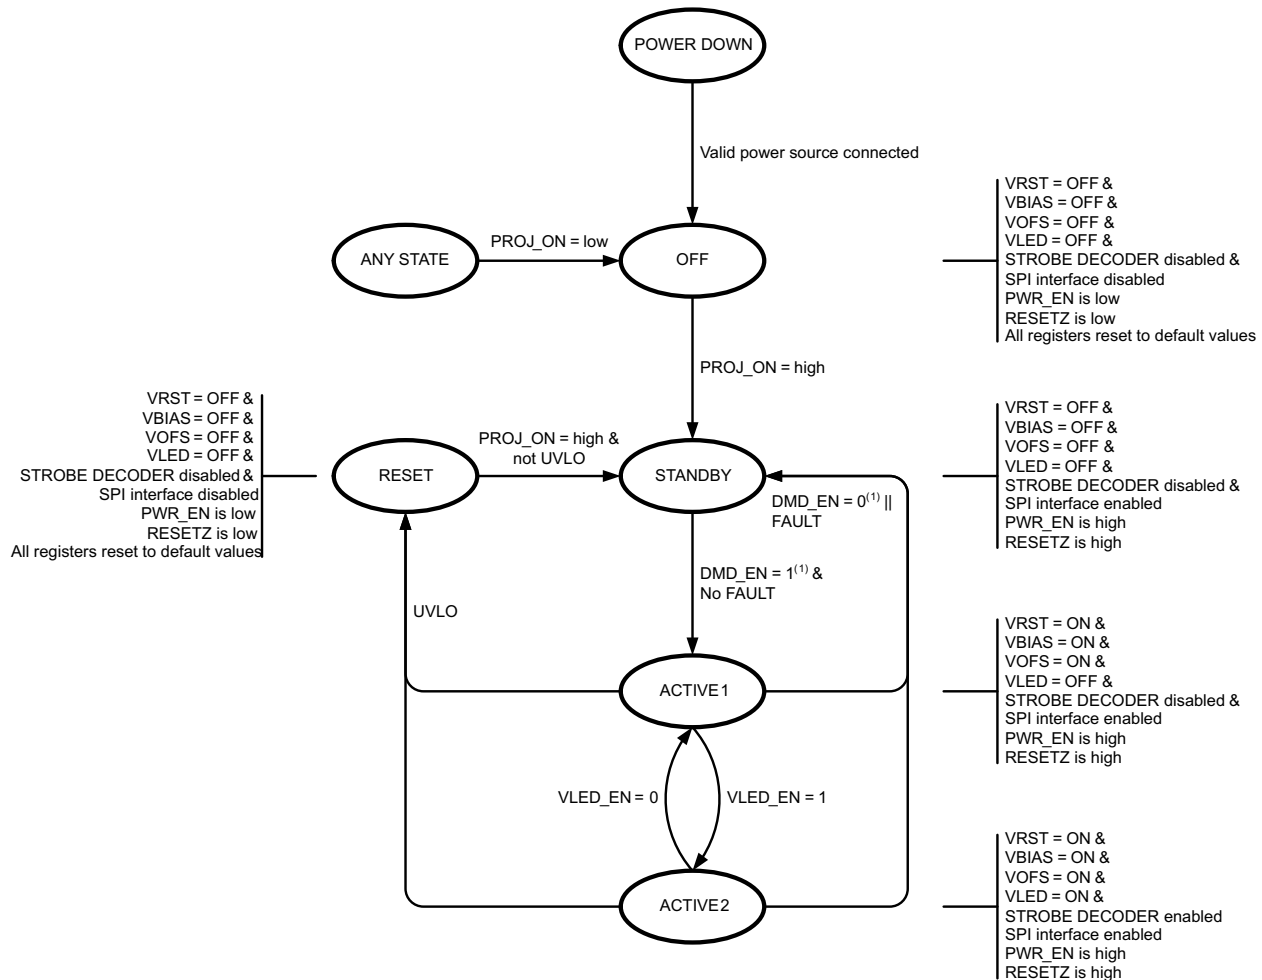 POWER DOWN
Valid power source connected
ANY STATE
PROJ_ON = low
OFF
VRST = OFF &
VBIAS = OFF &
VOFS = OFF &
VLED = OFF &
STROBE DECODER disabled &
SPI interface disabled
PWR_EN is low
RESETZ is low
All registers reset to default values
PROJ_ON = high
VRST = OFF &
VBIAS = OFF &
VOFS = OFF &
VLED = OFF &
STROBE DECODER disabled &
SPI interface disabled
PWR_EN is low
RESETZ is low
All registers reset to default values
RESET
PROJ_ON = high &
not UVLO
STANDBY
VRST = OFF &
VBIAS = OFF &
VOFS = OFF &
VLED = OFF &
STROBE DECODER disabled &
SPI interface enabled
PWR_EN is high
RESETZ is high
DMD_EN = 0(1) ||
FAULT
DMD_EN = 1(1) &
No FAULT
UVLO
ACTIVE1
VRST = ON &
VBIAS = ON &
VOFS = ON &
VLED = OFF &
STROBE DECODER disabled &
SPI interface enabled
PWR_EN is high
RESETZ is high
VLED_EN = 0
VLED_EN = 1
ACTIVE2
VRST = ON &
VBIAS = ON &
VOFS = ON &
VLED = ON &
STROBE DECODER enabled
SPI interface enabled
PWR_EN is high
RESETZ is high